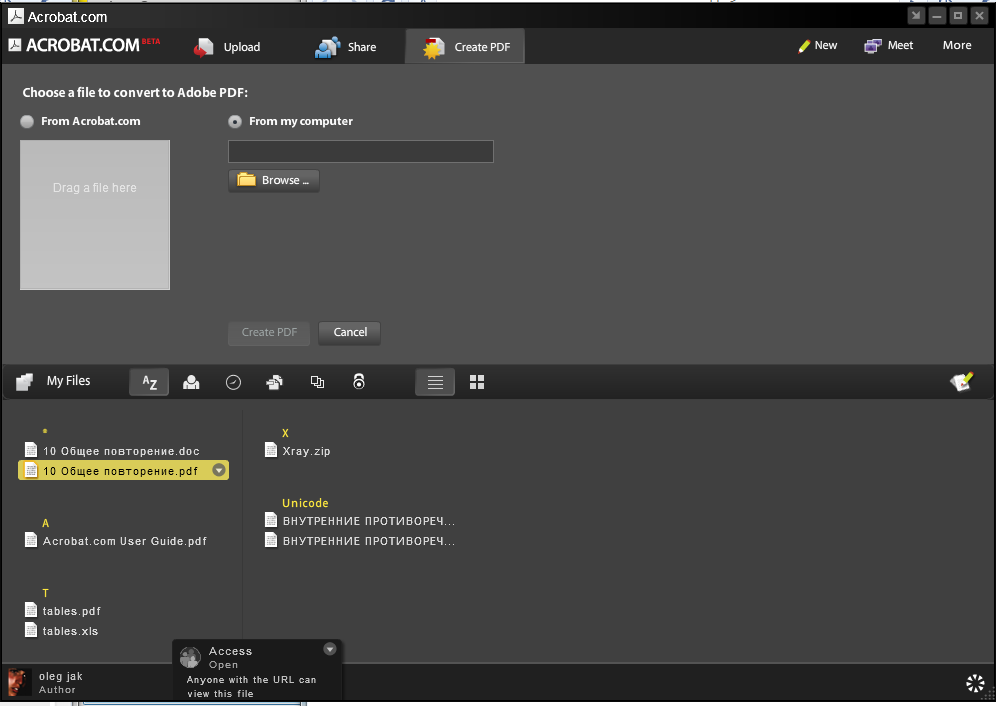 Acrobat.com
ACROBAT.COM BETA
Upload
Share
Create PDF
New
Meet
More
Choose a file to convert to Adobe PDF:
From Acrobat.com
From my computer
Drag a file here
Browse ...
Create PDF
Cancel
My Files
AZ
*
10 Общее повторение.doc
10 Общее повторение.pdf
A
Acrobat.com User Guide.pdf
T
tables.pdf
tables.xls
X
Xray.zip
Unicode
ВНУТРЕННИЕ ПРОТИВОРЕЧ...
ВНУТРЕННИЕ ПРОТИВОРЕЧ...
oleg jak
Author
Access
Open
Anyone with the URL can
view this file